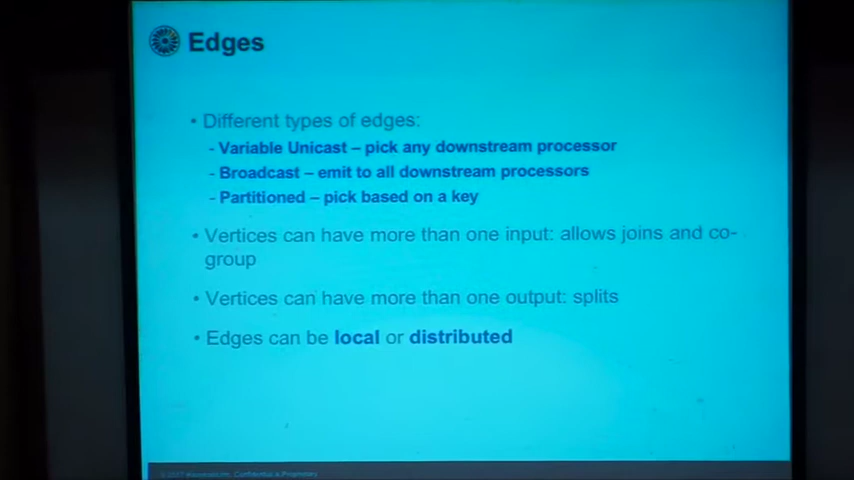 Edges
• Different types of edges:
- Variable Unicast – pick any downstream processor
- Broadcast – emit to all downstream processors
- Partitioned – pick based on a key
• Vertices can have more than one input: allows joins and co-
group
• Vertices can have more than one output: splits
• Edges can be local or distributed
Confidential & Proprietary